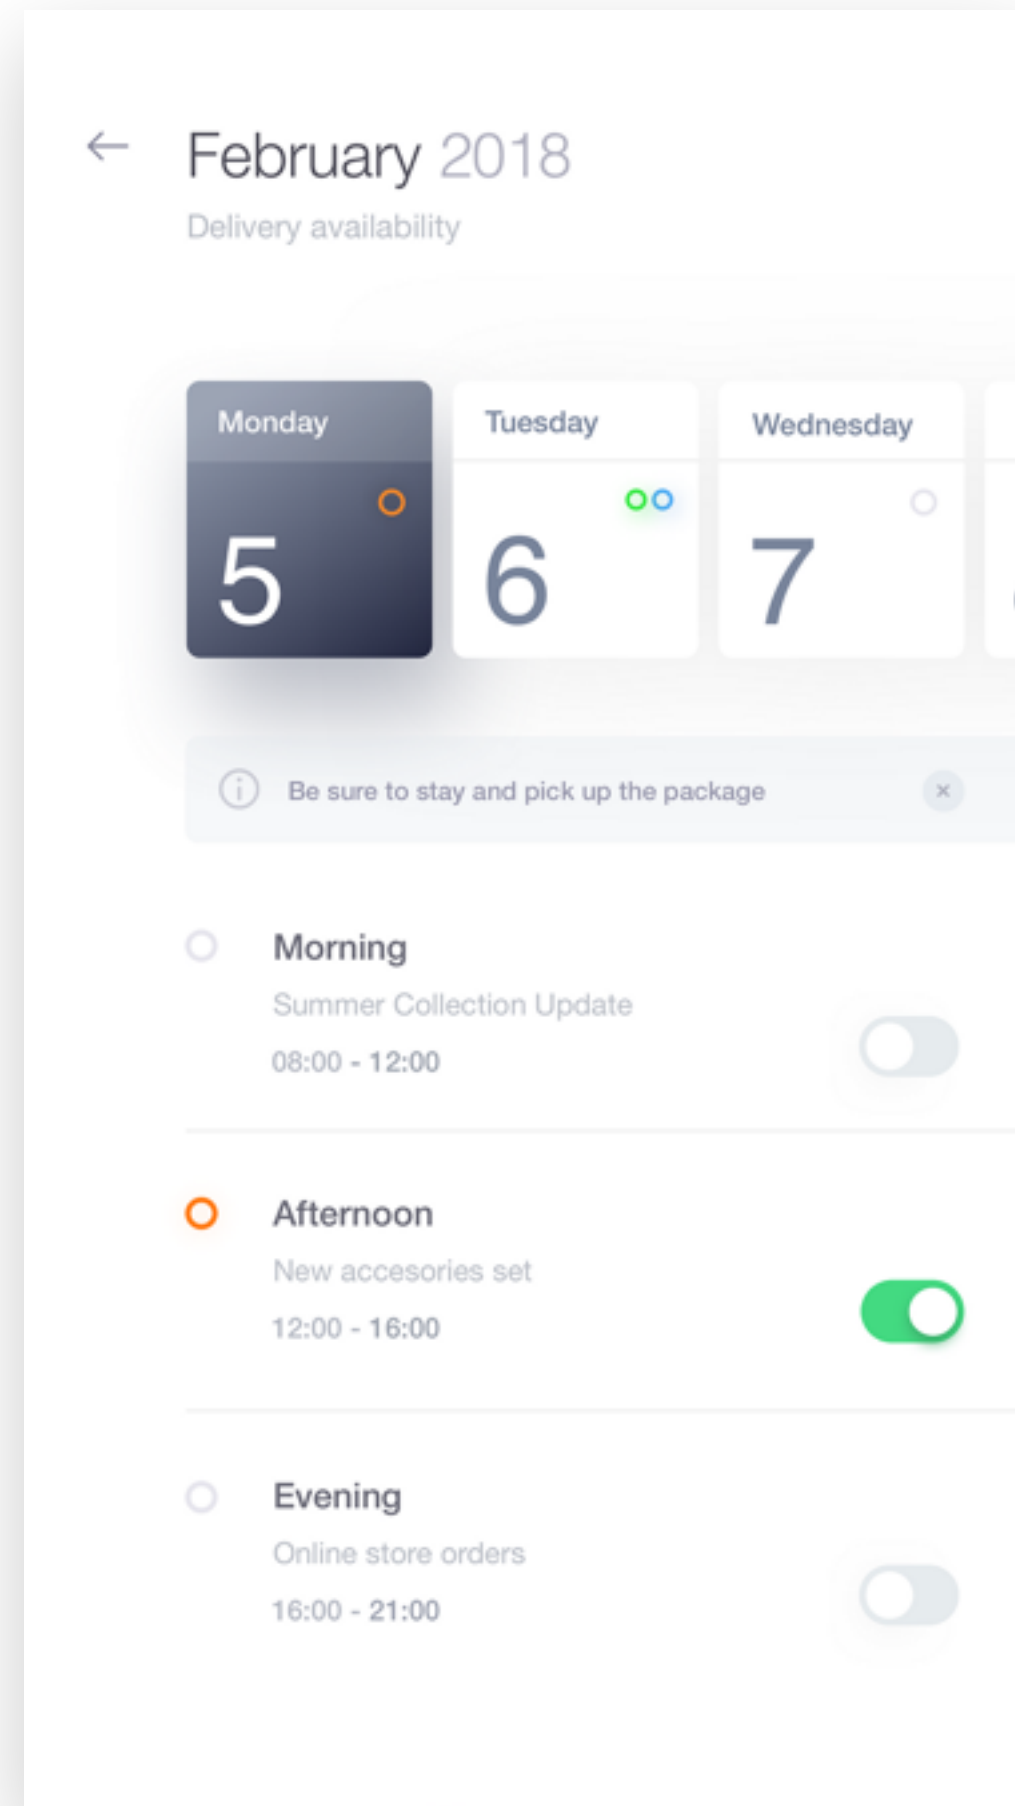 February 2018
Delivery availability
Monday
Tuesday
Wednesday
5
6
7
Be sure to stay and pick up the package
Morning
Summer Collection Update
08:00 - 12:00
Afternoon
New accesories set
12:00 - 16:00
Evening
Online store orders
16:00 - 21:00